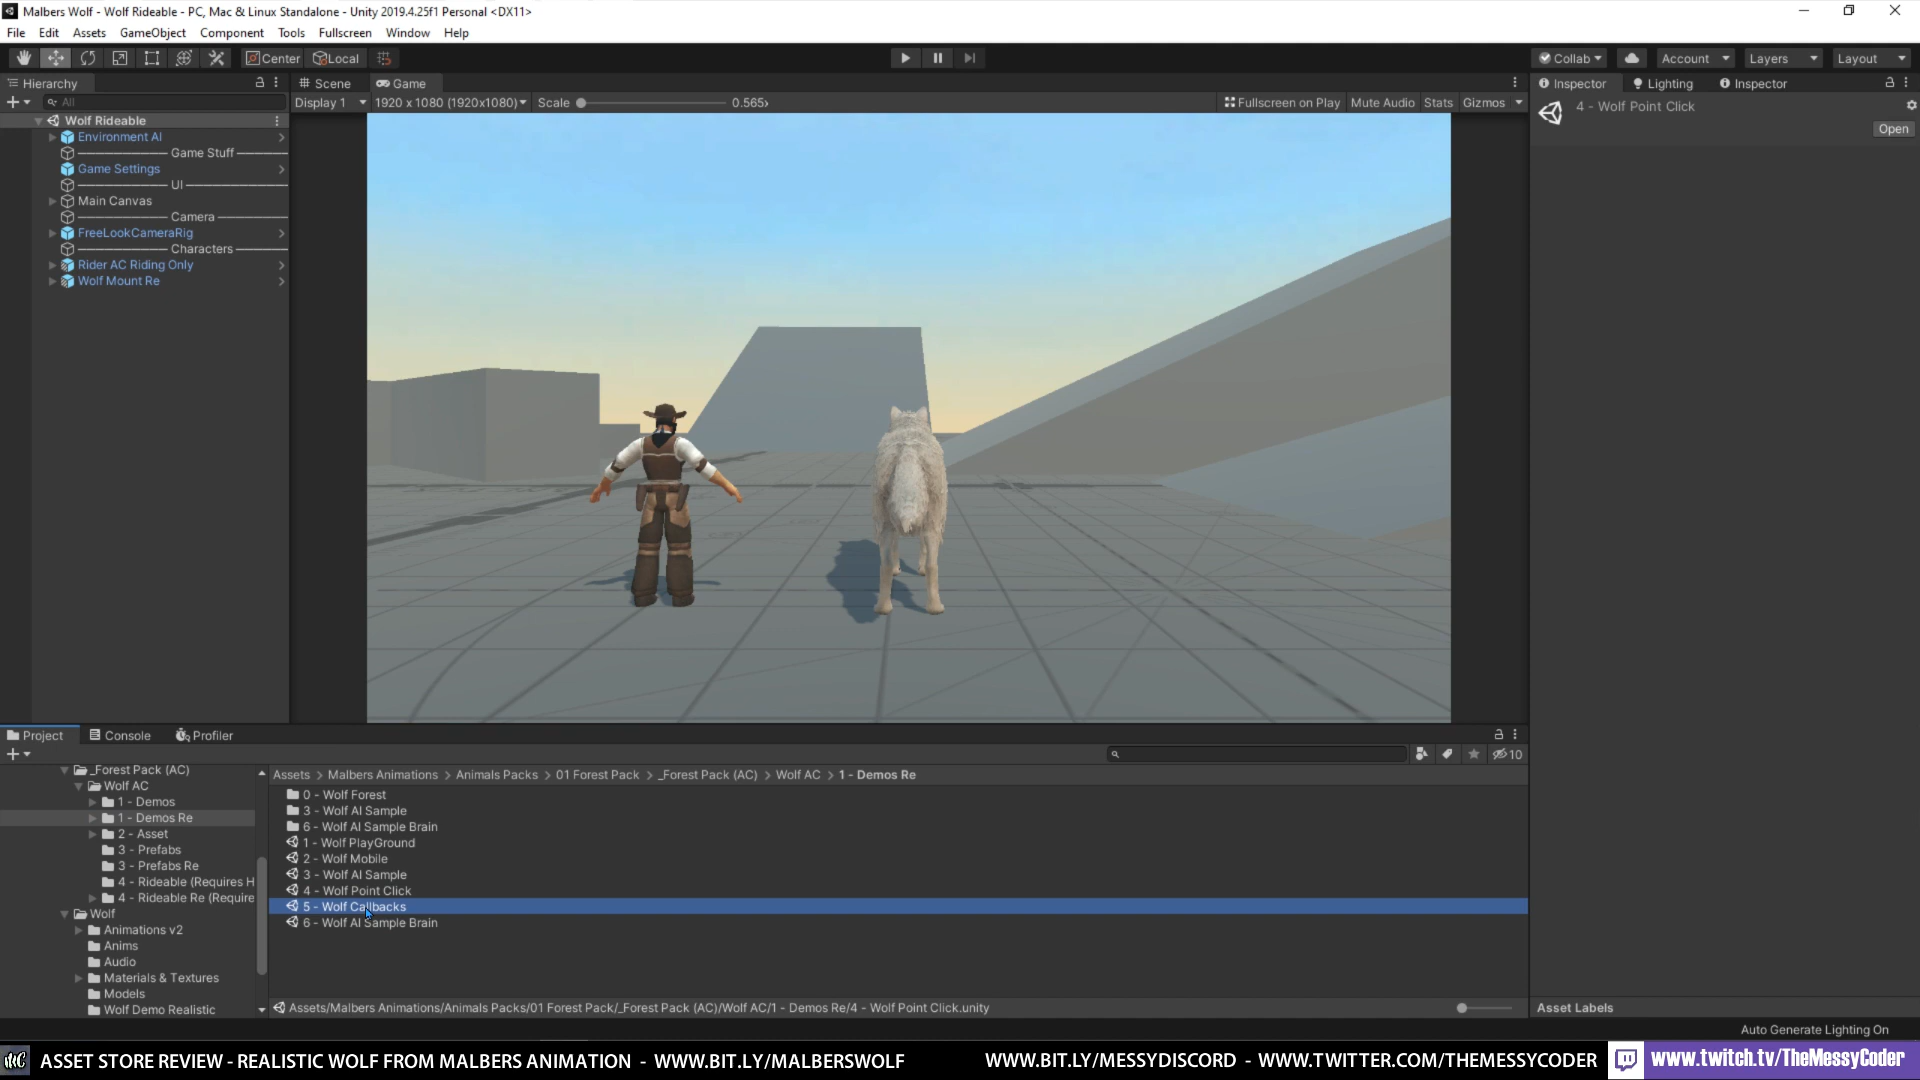 Malbers Wolf - Wolf Rideable - PC, Mac & Linux Standalone - Unity 2019.4.25f1 Personal <DX11>
File Edit Assets GameObject Component Tools Fullscreen Window Help
Center Local Collab Account Layers Layout
Hierarchy Scene Game Inspector Lighting Inspector
All Display 1 1920 x 1080 (1920x1080) Scale 0.565x Fullscreen on Play Mute Audio Stats Gizmos
4 - Wolf Point Click
Open
Wolf Rideable
Environment AI
Game Stuff
Game Settings
UI
Main Canvas
Camera
FreeLookCameraRig
Characters
Rider AC Riding Only
Wolf Mount Re
Project Console Profiler
10
_Forest Pack (AC)
Wolf AC
1 - Demos
1 - Demos Re
2 - Asset
3 - Prefabs
3 - Prefabs Re
4 - Rideable (Requires H
4 - Rideable Re (Require
Wolf
Animations v2
Anims
Audio
Materials & Textures
Models
Wolf Demo Realistic
Assets > Malbers Animations > Animals Packs > 01 Forest Pack > _Forest Pack (AC) > Wolf AC > 1 - Demos Re
0 - Wolf Forest
3 - Wolf AI Sample
6 - Wolf AI Sample Brain
1 - Wolf PlayGround
2 - Wolf Mobile
3 - Wolf AI Sample
4 - Wolf Point Click
5 - Wolf Callbacks
6 - Wolf AI Sample Brain
Assets/Malbers Animations/Animals Packs/01 Forest Pack/_Forest Pack (AC)/Wolf AC/1 - Demos Re/4 - Wolf Point Click.unity
Asset Labels
Auto Generate Lighting On
MC ASSET STORE REVIEW - REALISTIC WOLF FROM MALBERS ANIMATION - WWW.BIT.LY/MALBERSWOLF WWW.BIT.LY/MESSYDISCORD - WWW.TWITTER.COM/THEMESSYCODER www.twitch.tv/TheMessyCoder